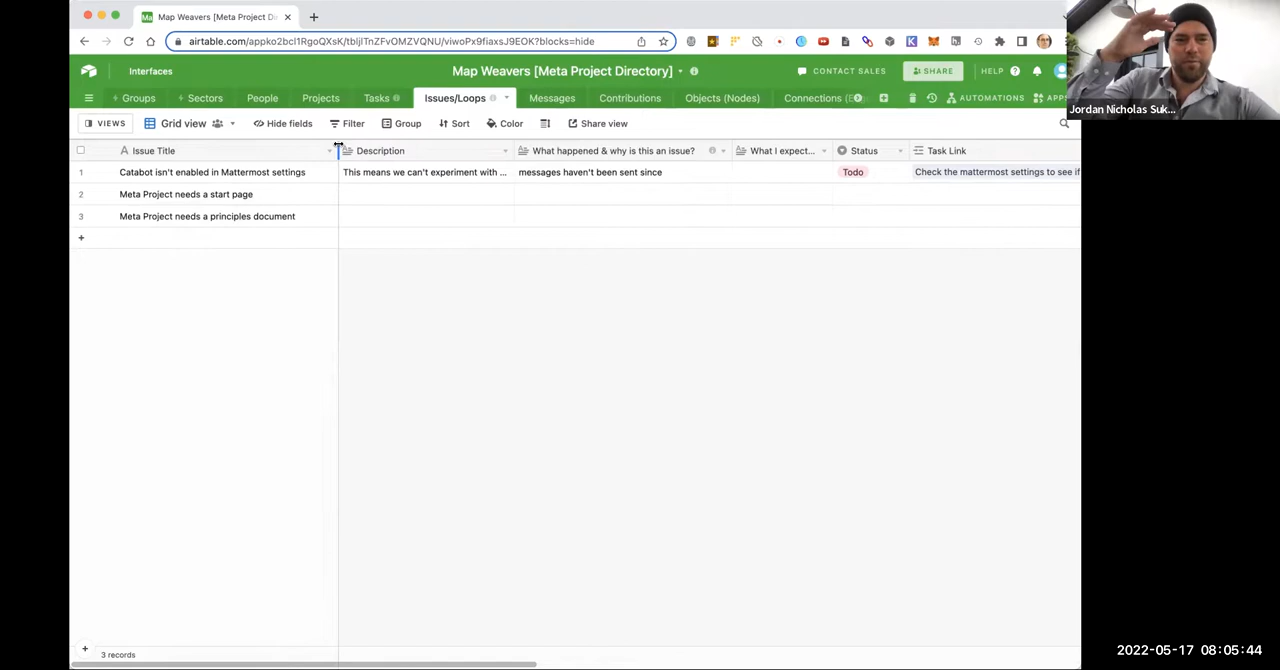 Map Weavers [Meta Project Di
airtable.com/appko2bcl1RgoQXsK/tbljlTnZFvOMZVQNU/viwoPx9fiaxsJ9EOK?blocks=hide
Interfaces
Map Weavers [Meta Project Directory]
CONTACT SALES
SHARE
HELP
Jordan Nicholas Suk...
Groups
Sectors
People
Projects
Tasks
Issues/Loops
Messages
Contributions
Objects (Nodes)
Connections (E
AUTOMATIONS
APP
VIEWS
Grid view
Hide fields
Filter
Group
Sort
Color
Share view
Issue Title
Description
What happened & why is this an issue?
What I expect...
Status
Task Link
1 Catabot isn't enabled in Mattermost settings This means we can't experiment with ... messages haven't been sent since Todo Check the mattermost settings to see if
2 Meta Project needs a start page
3 Meta Project needs a principles document
+
+
3 records
2022-05-17 08:05:44